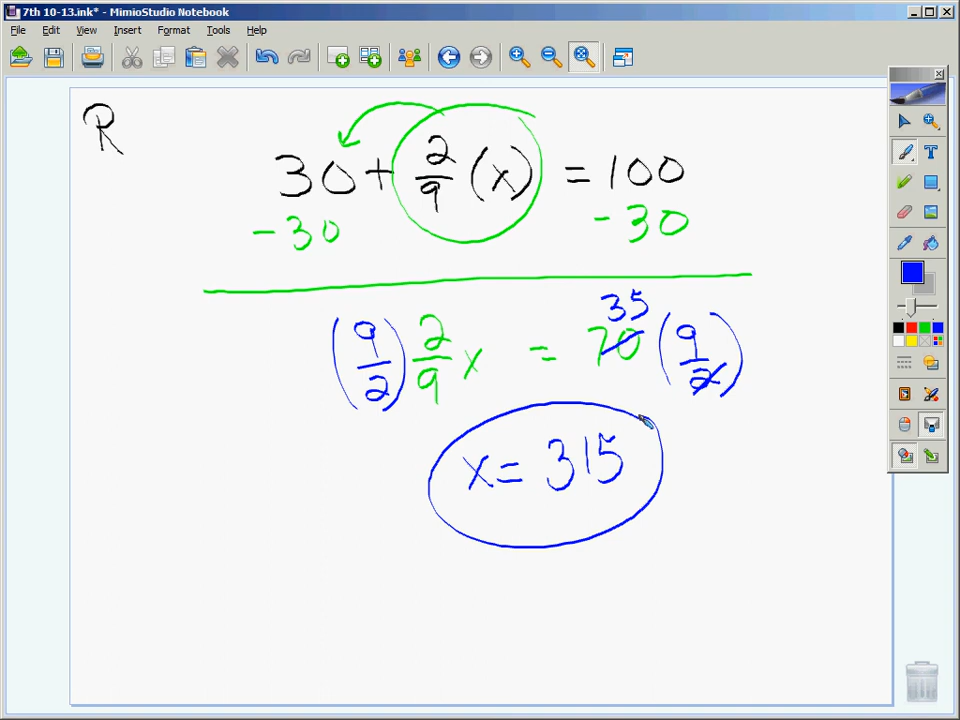 7th 10-13.ink* - MimioStudio Notebook
File Edit View Insert Format Tools Help
R
30 + 2/9 (x) = 100
-30 -30
(9/2) 2/9 x = 70 35 (9/2)
x = 315
T